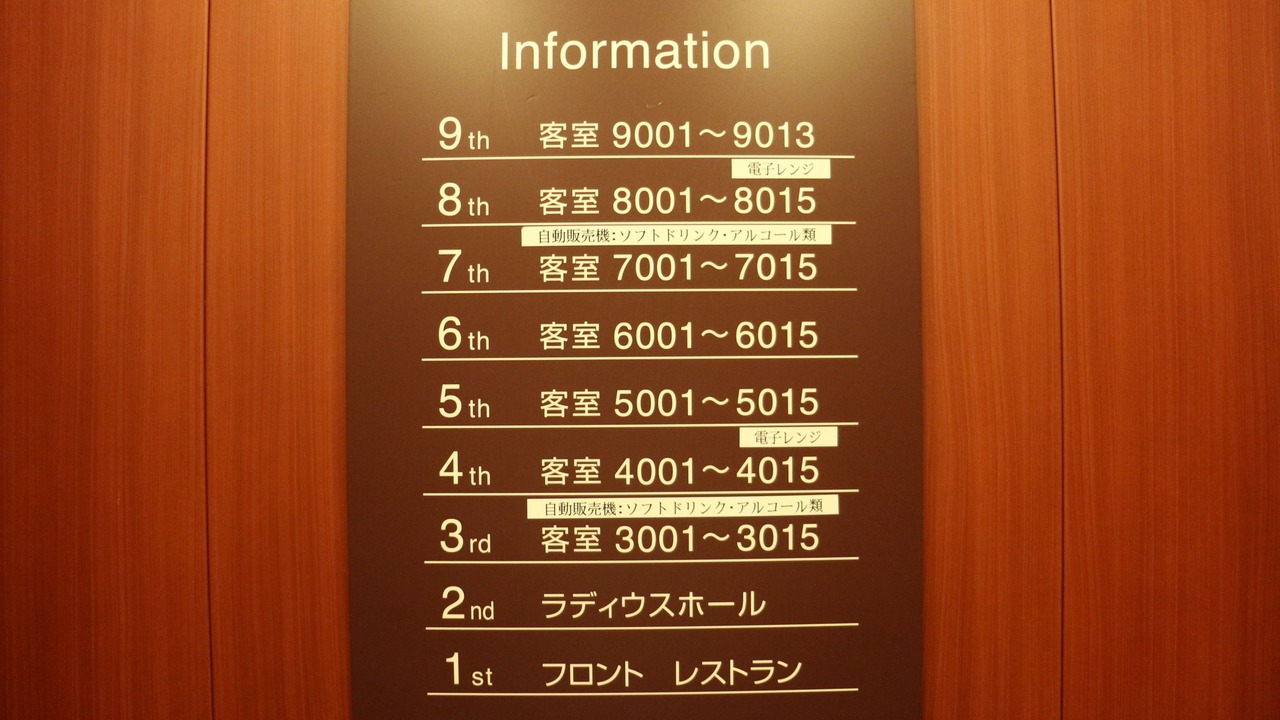 Information
9th 客室 9001～9013
電子レンジ
8th 客室 8001～8015
自動販売機:ソフトドリンク･アルコール類
7th 客室 7001～7015
6th 客室 6001～6015
5th 客室 5001～5015
電子レンジ
4th 客室 4001～4015
自動販売機:ソフトドリンク･アルコール類
3rd 客室 3001～3015
2nd ラディウスホール
1st フロント　レストラン